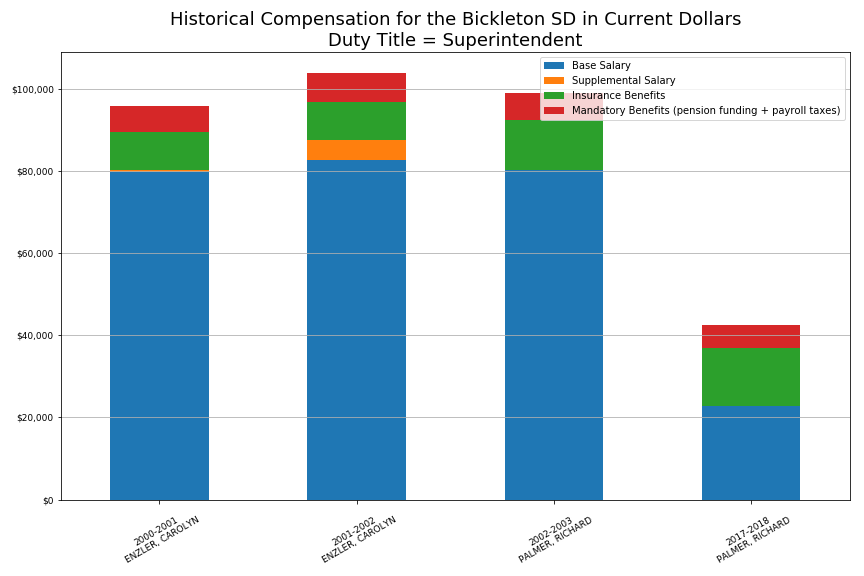 Historical Compensation for the Bickleton SD in Current Dollars
Duty Title = Superintendent
Base Salary
Supplemental Salary
Insurance Benefits
Mandatory Benefits (pension funding + payroll taxes)
$100,000
$80,000
$60,000
$40,000
$20,000
$0
2000-2001
ENZLER, CAROLYN
2001-2002
ENZLER, CAROLYN
2002-2003
PALMER, RICHARD
2017-2018
PALMER, RICHARD